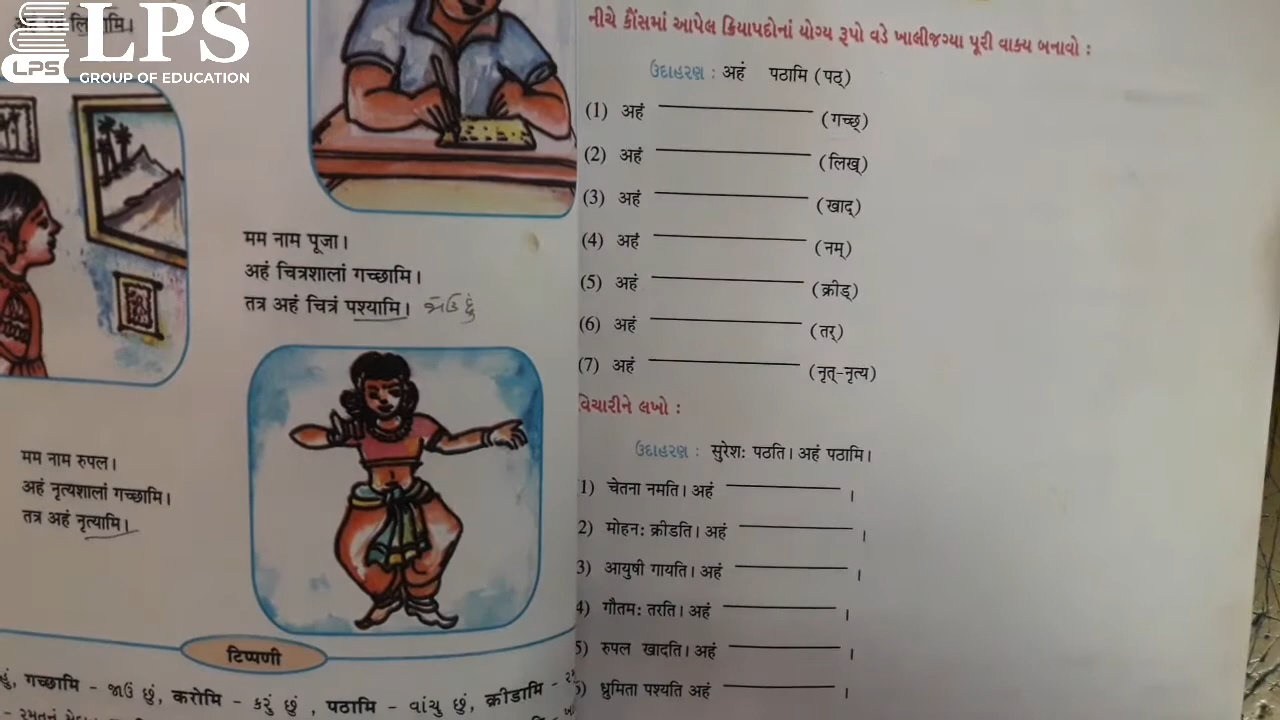 LPS
LPS
GROUP OF EDUCATION
अहं
मम नाम पूजा।
अहं चित्रशालां गच्छामि।
तत्र अहं चित्रं पश्यामि। જોઉં છું
मम नाम रुपल।
अहं नृत्यशालां गच्छामि।
तत्र अहं नृत्यामि।
टिप्पणी
છું, गच्छामि - જાઉં છું, करोमि - કરું છું , पठामि - વાંચુ છું, क्रीडामि -
નીચે કૌંસમાં આપેલ ક્રિયાપદોનાં યોગ્ય રૂપો વડે ખાલીજગ્યા પૂરી વાક્ય બનાવો :
ઉદાહરણ : अहं पठामि (पठ्)
(1) अहं (गच्छ्)
(2) अहं (लिख्)
(3) अहं (खाद्)
(4) अहं (नम्)
(5) अहं (क्रीड्)
(6) अहं (तर्)
(7) अहं (नृत्-नृत्य)
વિચારીને લખો :
ઉદાહરણ : सुरेशः पठति। अहं पठामि।
1) चेतना नमति। अहं ।
2) मोहनः क्रीडति। अहं ।
3) आयुषी गायति। अहं ।
4) गौतमः तरति। अहं ।
5) रुपल खादति। अहं ।
6) ध्रुमिता पश्यति अहं ।